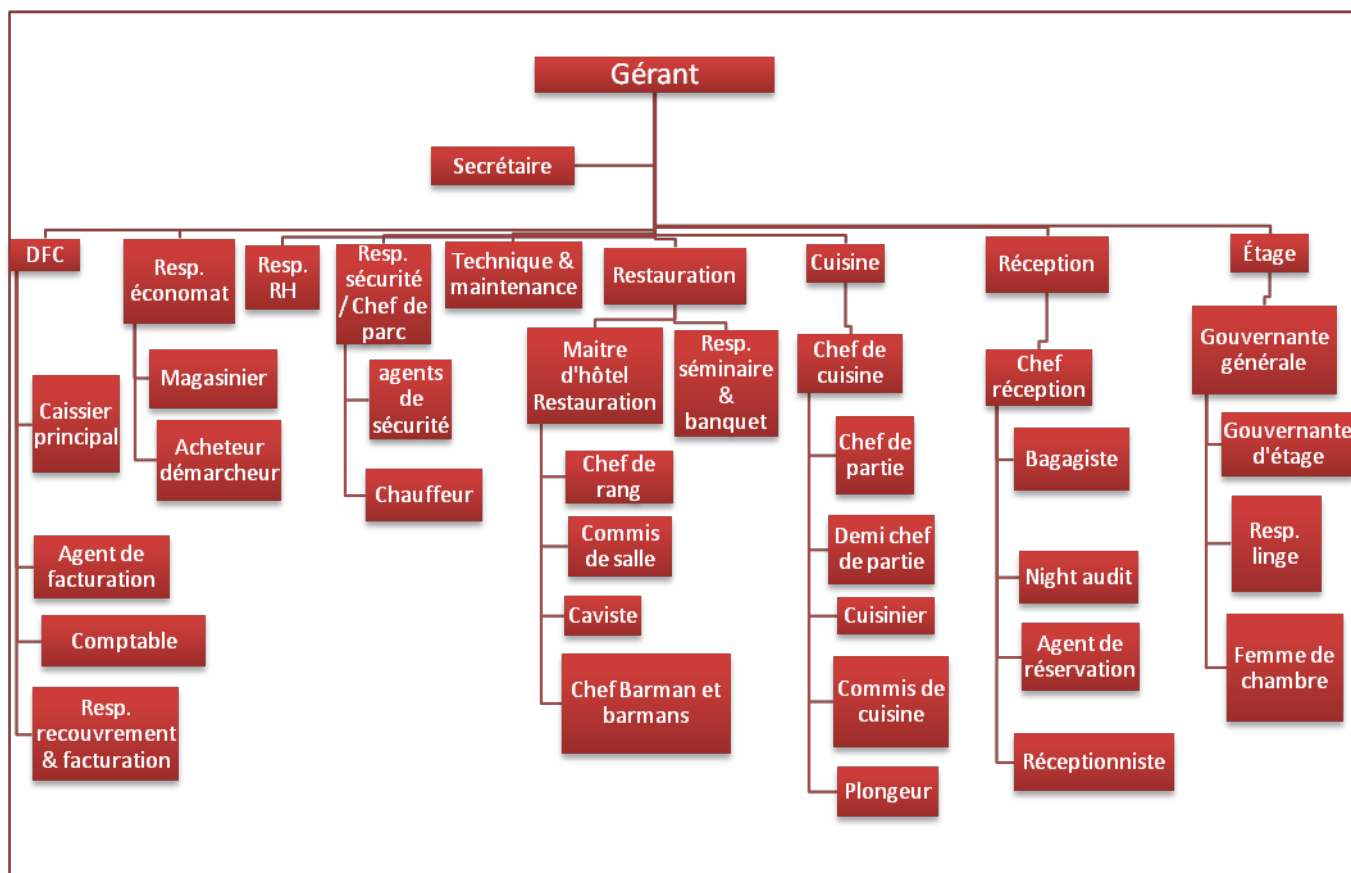 Gérant
Secrétaire
DFC
Resp.
économat
Resp.
RH
Resp.
sécurité
/ Chef de
parc
Technique &
maintenance
Restauration
Cuisine
Réception
Étage
Caissier
principal
Agent de
facturation
Comptable
Resp.
recouvrement
& facturation
Magasinier
Acheteur
démarcheur
agents
de
sécurité
Chauffeur
Maitre
d'hôtel
Restauration
Resp.
séminaire
& banquet
Chef de
rang
Commis
de salle
Caviste
Chef Barman et
barmans
Chef de
cuisine
Chef de
partie
Demi chef
de partie
Cuisinier
Commis de
cuisine
Plongeur
Chef
réception
Bagagiste
Night audit
Agent de
réservation
Réceptionniste
Gouvernante
générale
Gouvernante
d'étage
Resp.
linge
Femme de
chambre